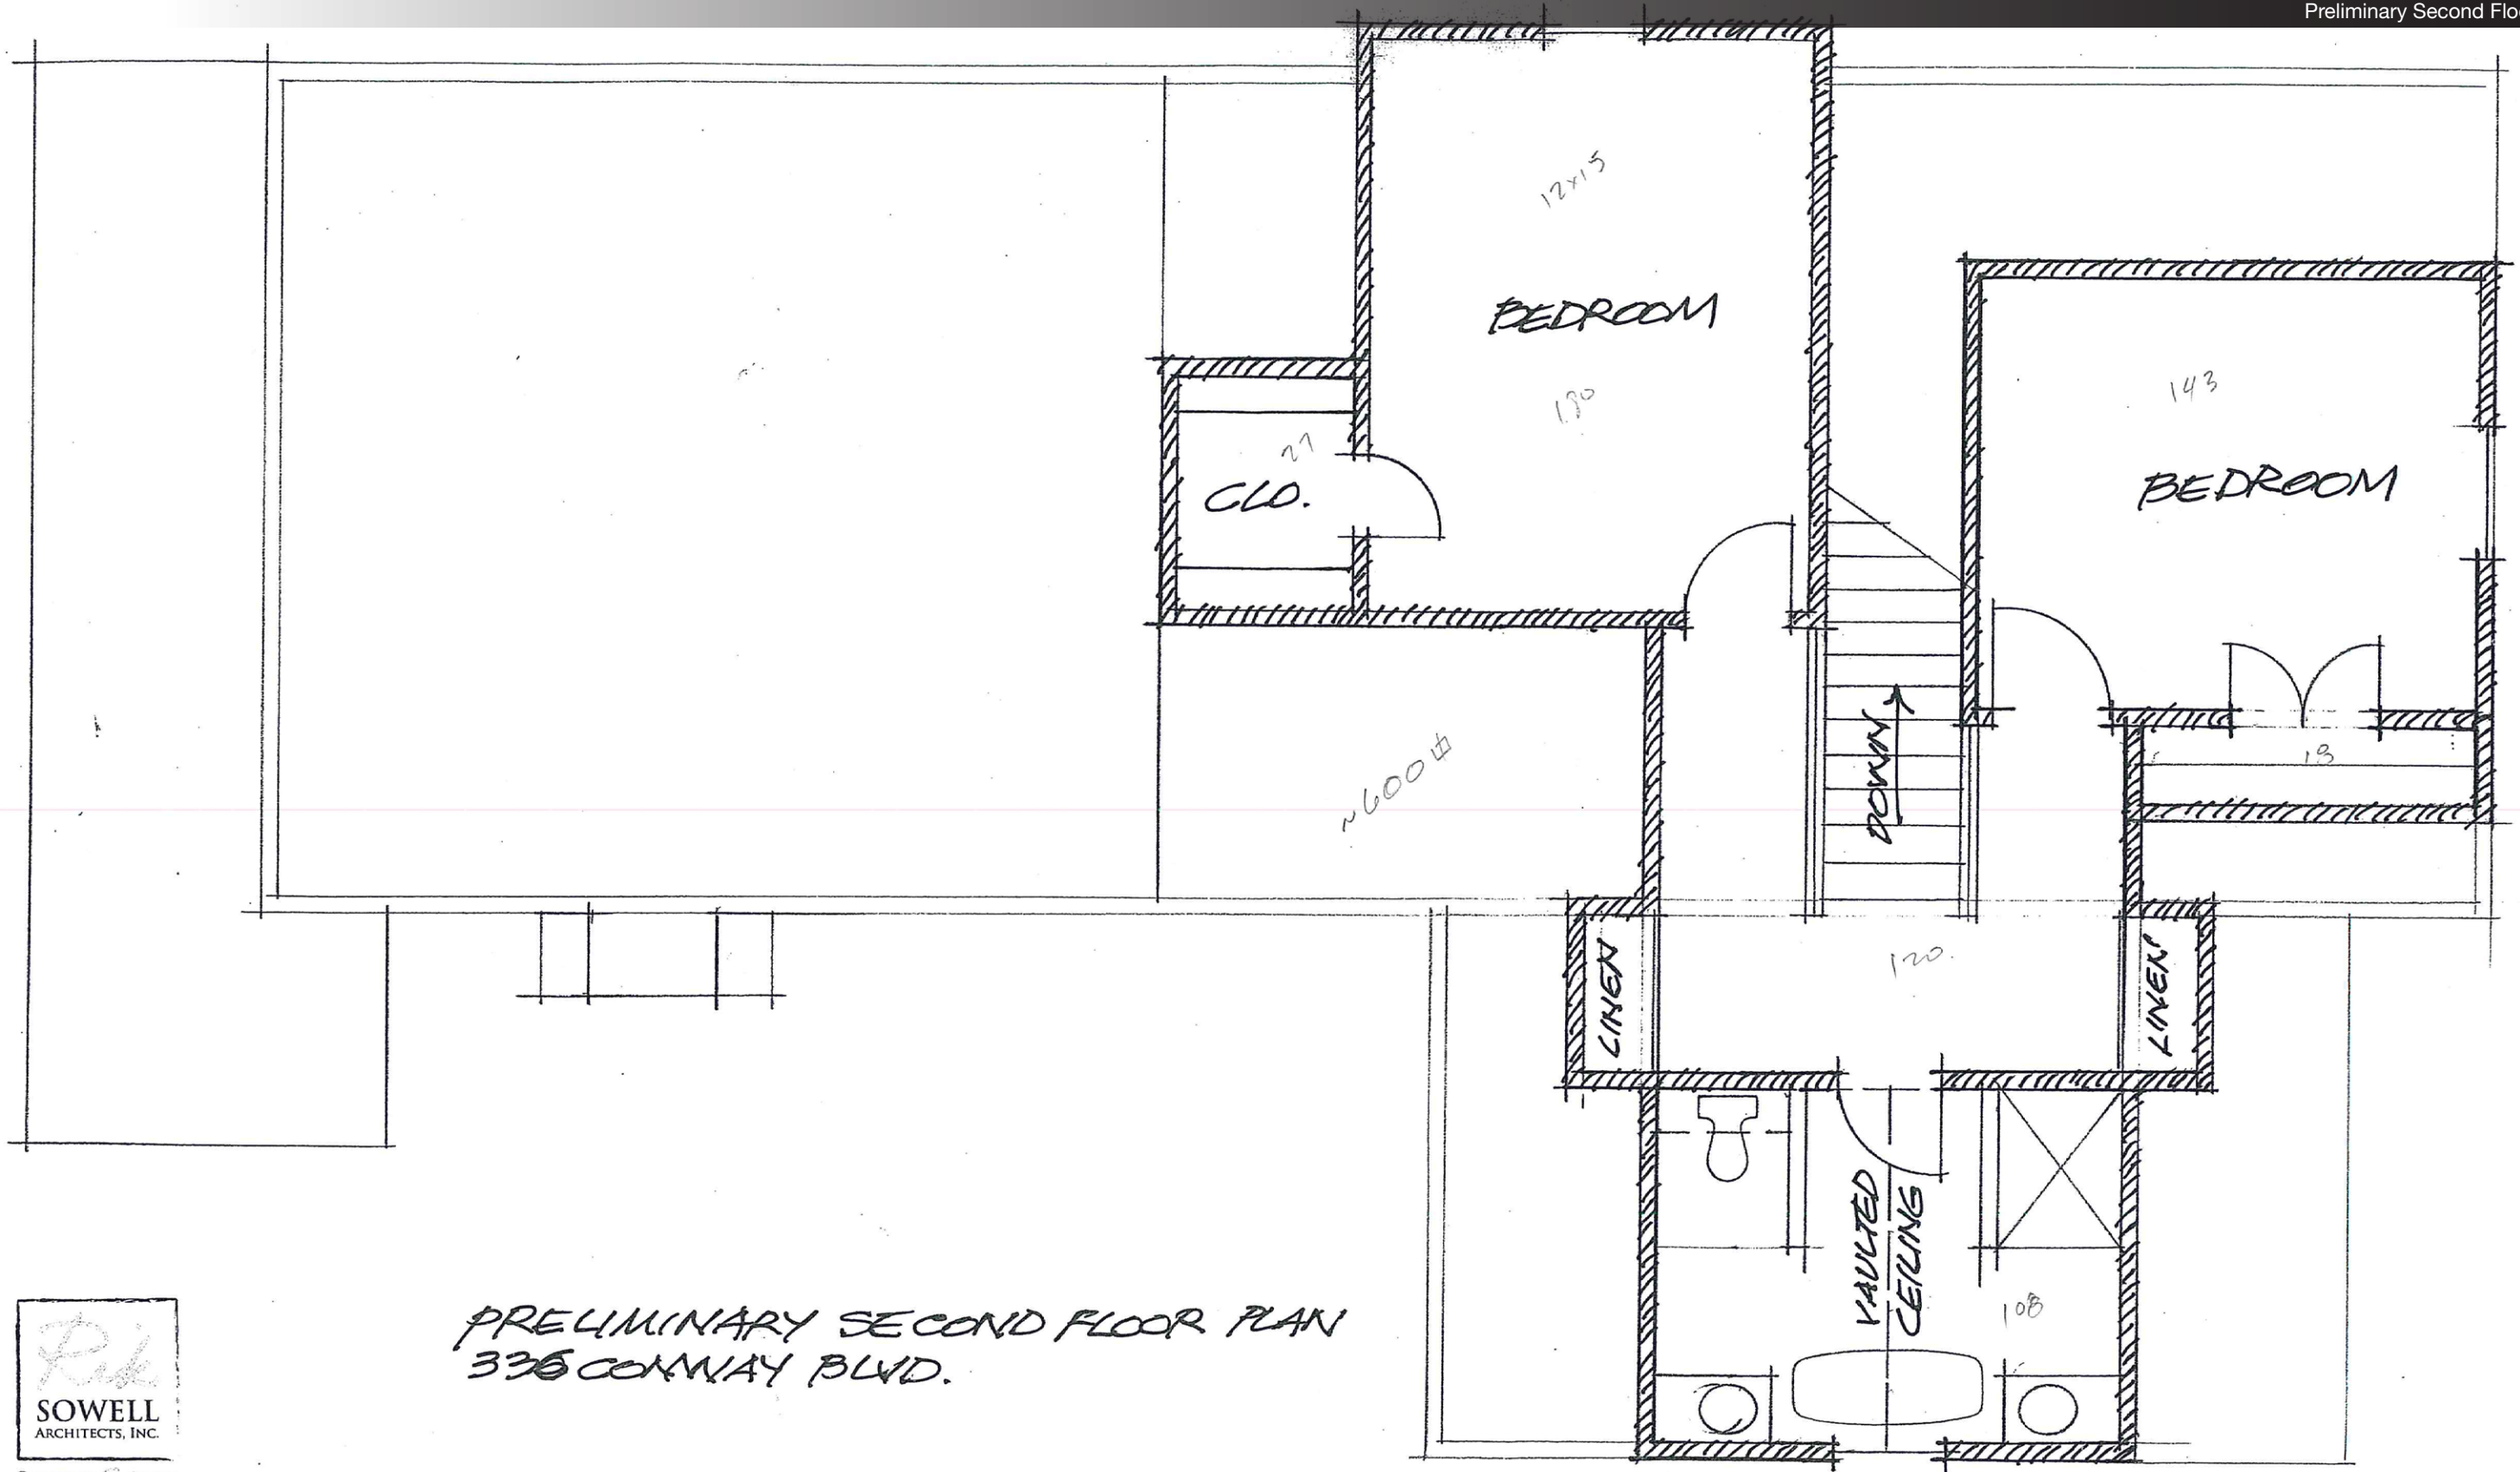 Preliminary Second Flo
12x15
BEDROOM
180
143
BEDROOM
27
CLO.
18
~600
DOWN
LINEN
120.
LINEN
VAULTED
CEILING
108
PRELIMINARY SECOND FLOOR PLAN
336 CONWAY BLVD.
SOWELL
ARCHITECTS, INC.